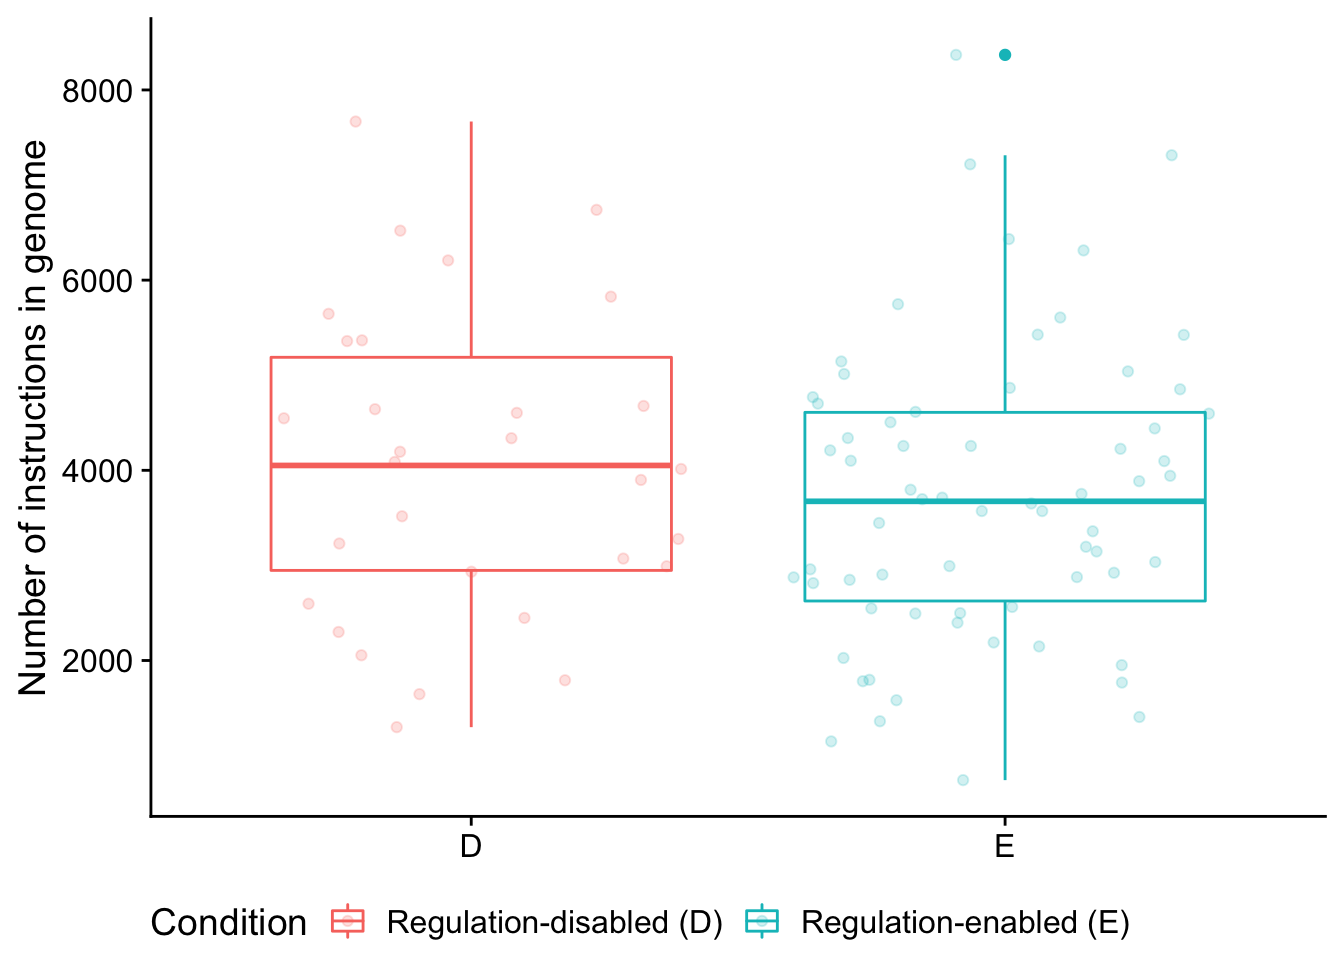 Number of instructions in genome
8000
6000
4000
2000
D E
Condition Regulation-disabled (D) Regulation-enabled (E)